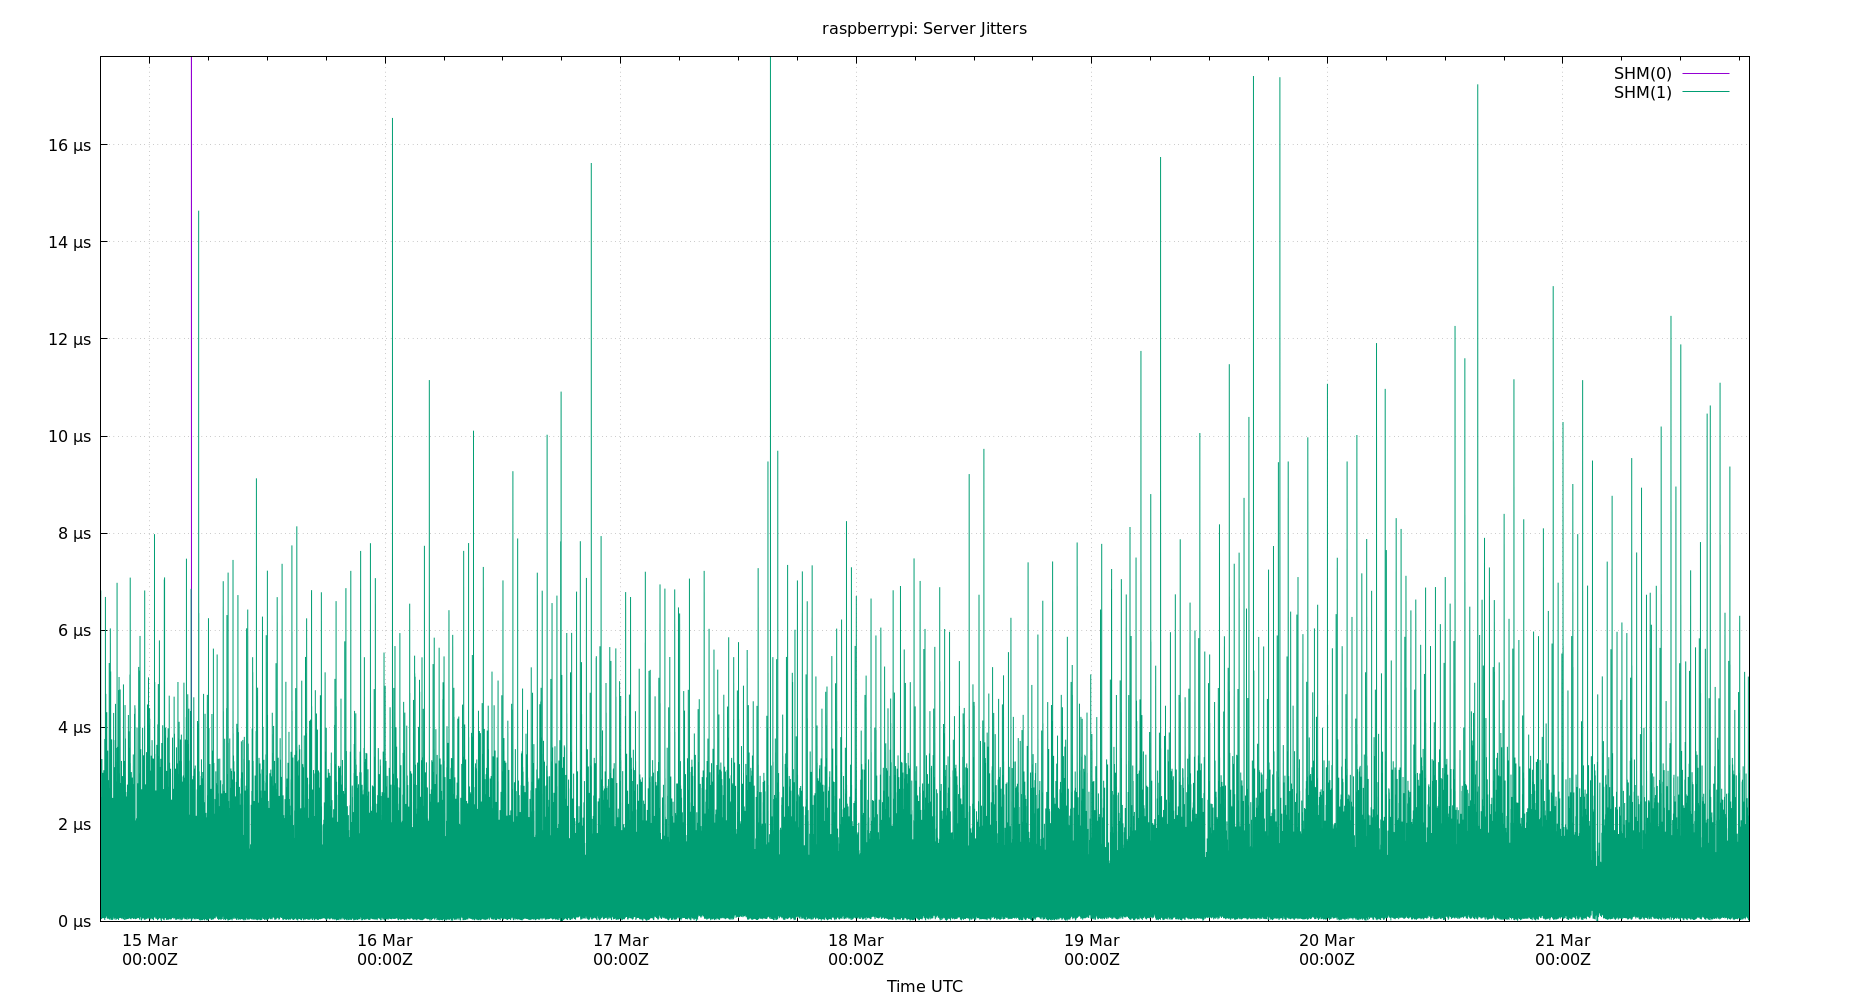 raspberrypi: Server Jitters
SHM(0)
SHM(1)
16 µs
14 µs
12 µs
10 µs
8 µs
6 µs
4 µs
2 µs
0 µs
15 Mar 16 Mar 17 Mar 18 Mar 19 Mar 20 Mar 21 Mar
00:00Z 00:00Z 00:00Z 00:00Z 00:00Z 00:00Z 00:00Z
Time UTC